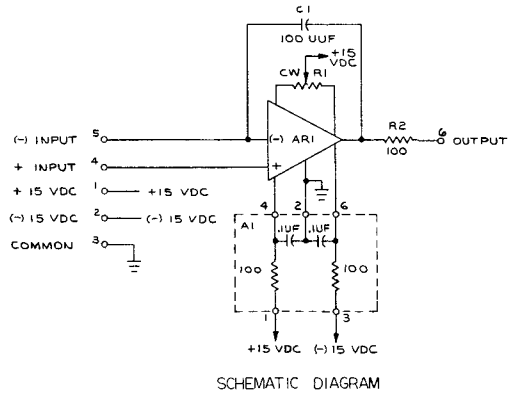 C1
100 UUF
+15 VDC
CW R1
R2
100
6 OUTPUT
(-) INPUT 5
(-) AR1
+ INPUT 4
+
+ 15 VDC 1 +15 VDC
(-) 15 VDC 2 (-) 15 VDC
COMMON 3
4 2 6
A1
.1UF .1UF
100 100
1 3
+15 VDC (-) 15 VDC
SCHEMATIC DIAGRAM